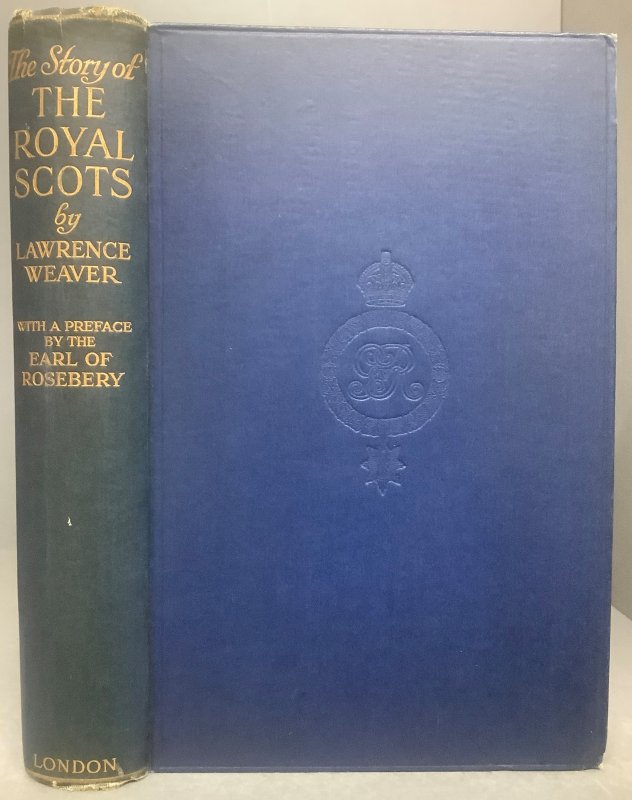 The Story of
THE
ROYAL
SCOTS
by
LAWRENCE
WEAVER
WITH A PREFACE
BY THE
EARL OF
ROSEBERY
LONDON